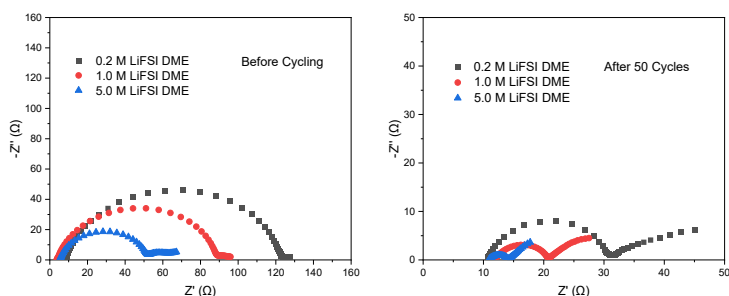 160
140
120
100
80
60
40
20
0
-Z'' (Ω)
0.2 M LiFSI DME
1.0 M LiFSI DME
5.0 M LiFSI DME
Before Cycling
0 20 40 60 80 100 120 140 160
Z' (Ω)
50
40
30
20
10
0
-Z'' (Ω)
0.2 M LiFSI DME
1.0 M LiFSI DME
5.0 M LiFSI DME
After 50 Cycles
0 10 20 30 40 50
Z' (Ω)